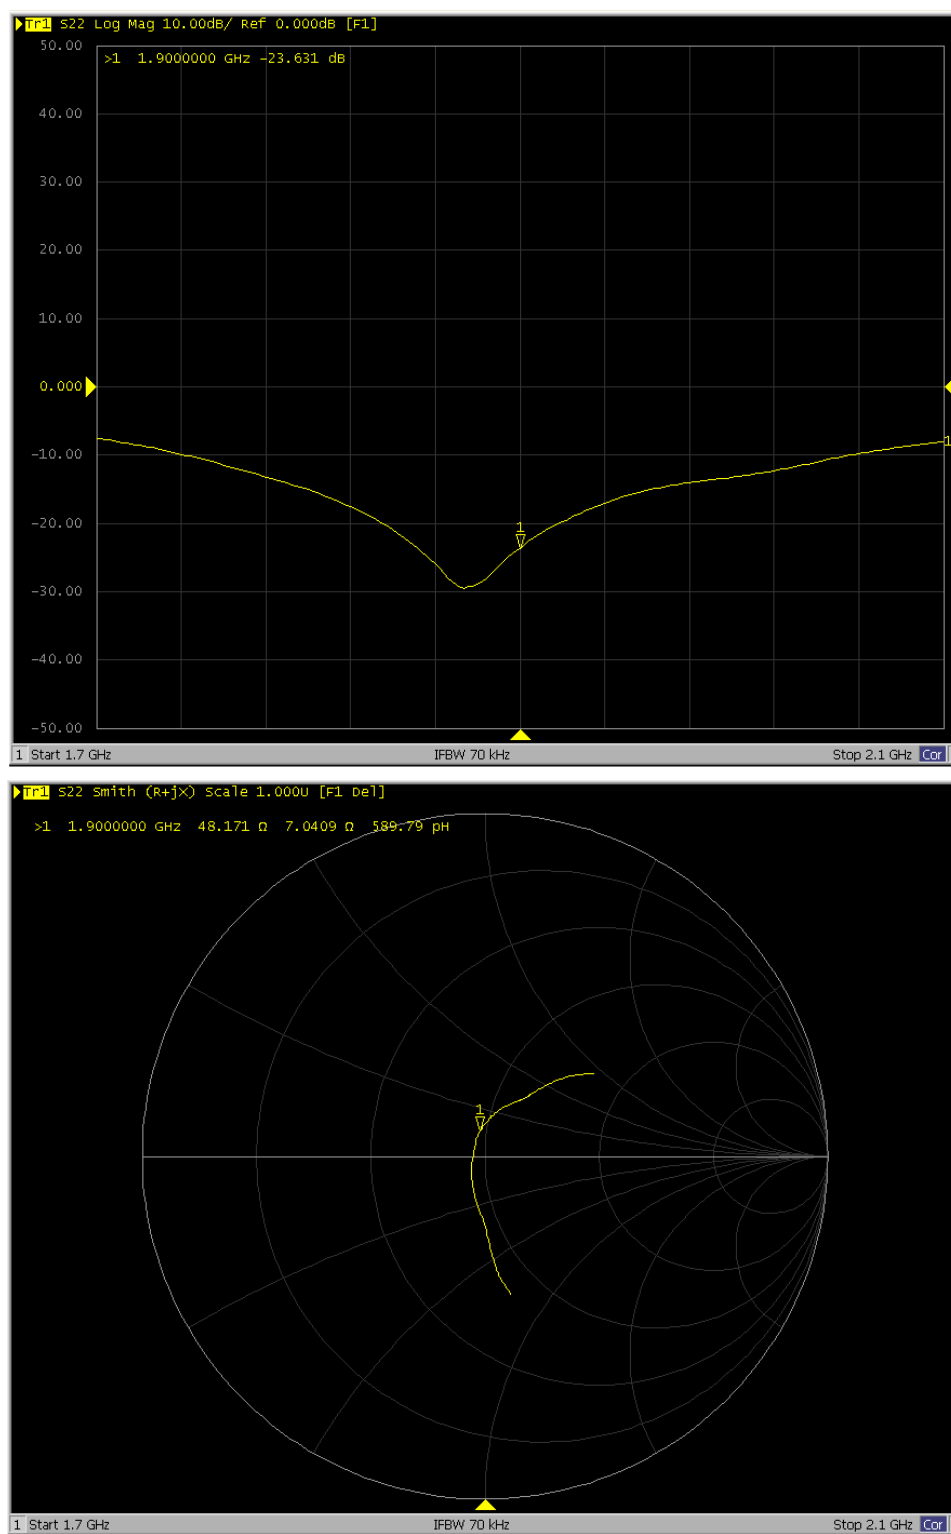 Tr1 S22 Log Mag 10.00dB/ Ref 0.000dB [F1]
50.00
>1 1.9000000 GHz -23.631 dB
40.00
30.00
20.00
10.00
0.000
-10.00
1
-20.00
1
-30.00
-40.00
-50.00
1 Start 1.7 GHz IFBW 70 kHz Stop 2.1 GHz Cor
Tr1 S22 Smith (R+jX) Scale 1.000U [F1 Del]
>1 1.9000000 GHz 48.171 Ω 7.0409 Ω 589.79 pH
1
1 Start 1.7 GHz IFBW 70 kHz Stop 2.1 GHz Cor